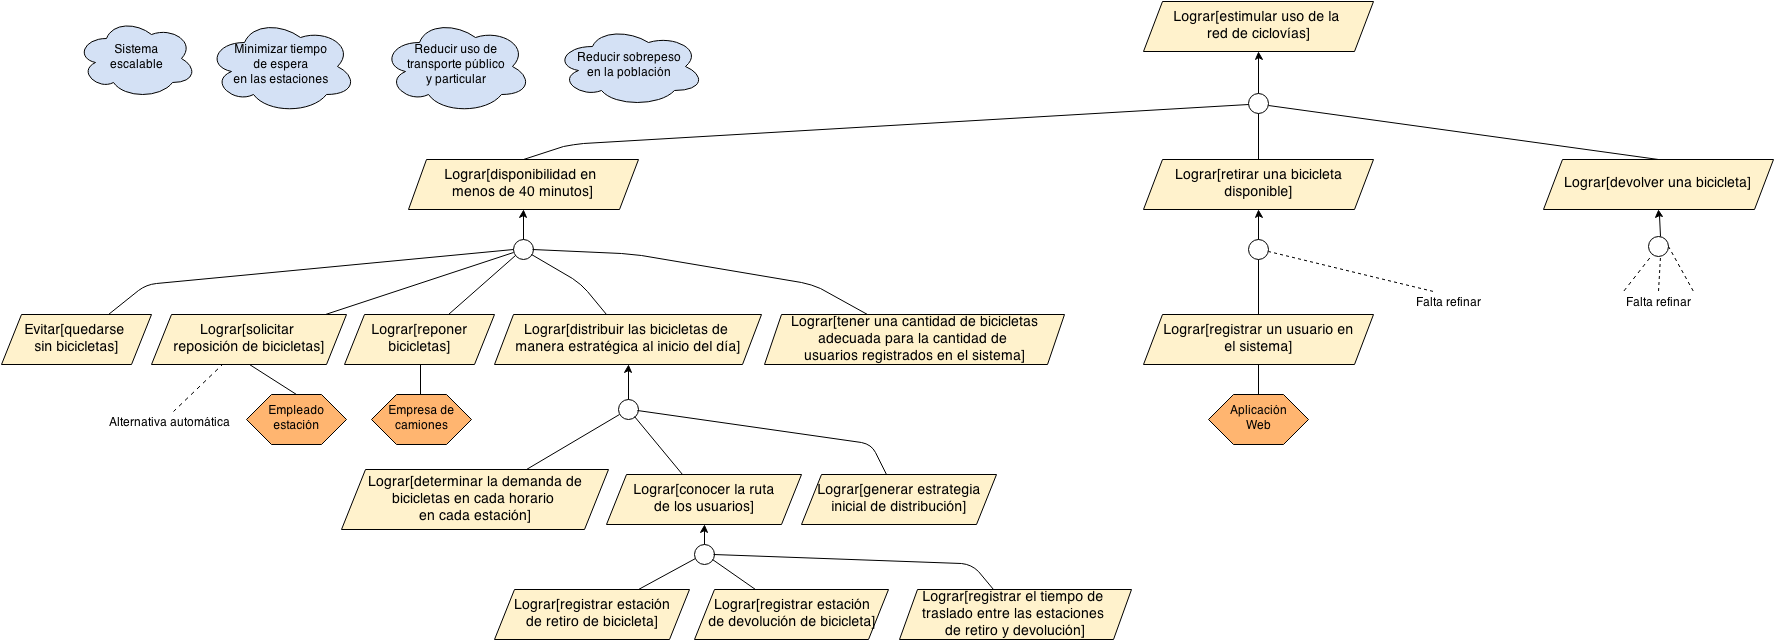 Lograr[estimular uso de la
red de ciclovías]
Sistema
escalable
Minimizar tiempo
de espera
en las estaciones
Reducir uso de
transporte público
y particular
Reducir sobrepeso
en la población
Lograr[disponibilidad en
menos de 40 minutos]
Lograr[retirar una bicicleta
disponible]
Lograr[devolver una bicicleta]
Falta refinar
Falta refinar
Evitar[quedarse
sin bicicletas]
Lograr[solicitar
reposición de bicicletas]
Lograr[reponer
bicicletas]
Lograr[distribuir las bicicletas de
manera estratégica al inicio del día]
Lograr[tener una cantidad de bicicletas
adecuada para la cantidad de
usuarios registrados en el sistema]
Lograr[registrar un usuario en
el sistema]
Alternativa automática
Empleado
estación
Empresa de
camiones
Aplicación
Web
Lograr[determinar la demanda de
bicicletas en cada horario
en cada estación]
Lograr[conocer la ruta
de los usuarios]
Lograr[generar estrategia
inicial de distribución]
Lograr[registrar estación
de retiro de bicicleta]
Lograr[registrar estación
de devolución de bicicleta]
Lograr[registrar el tiempo de
traslado entre las estaciones
de retiro y devolución]